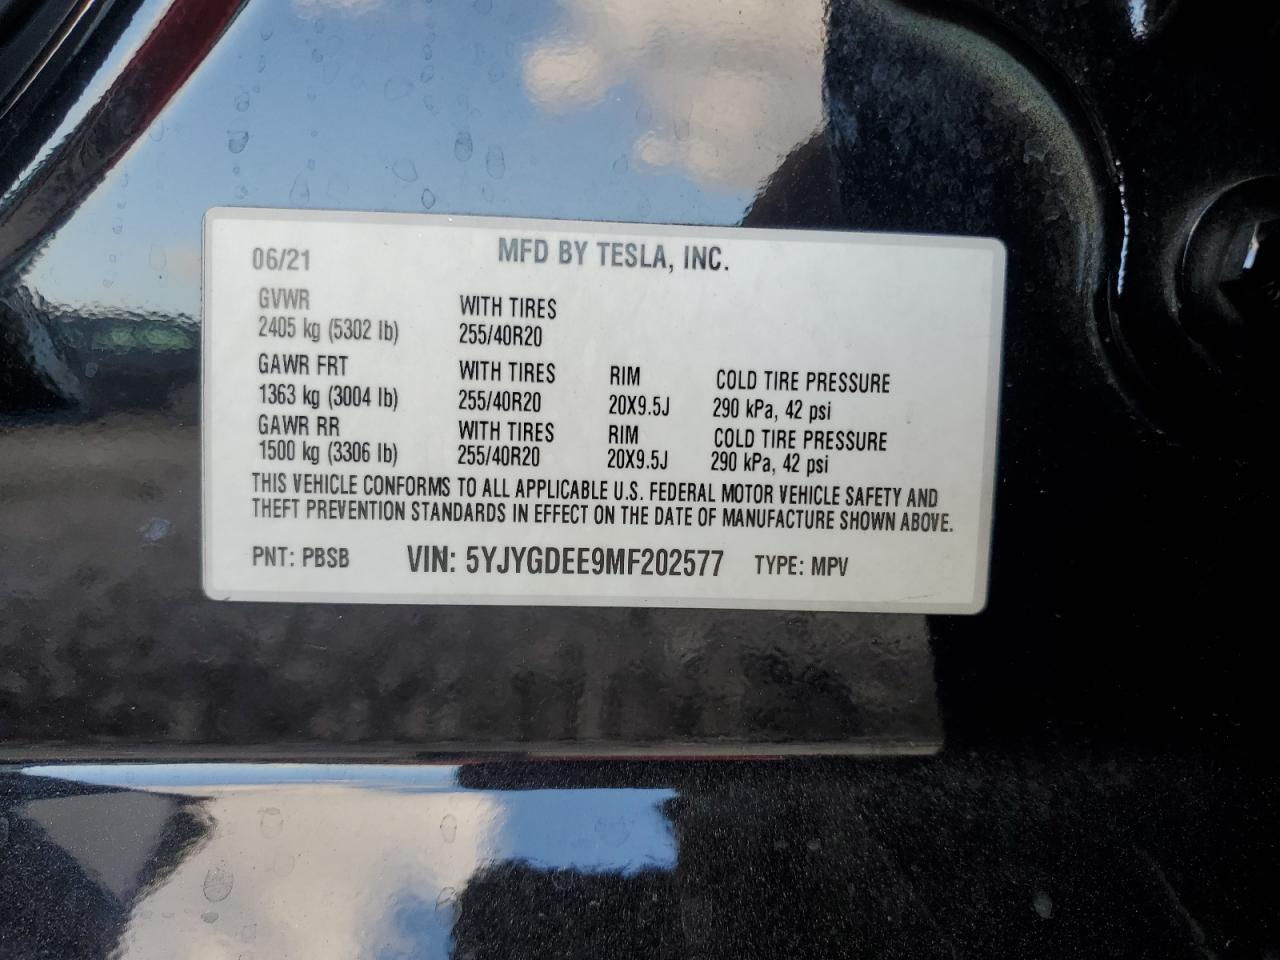 06/21 MFD BY TESLA, INC.
GVWR WITH TIRES
2405 kg (5302 lb) 255/40R20
GAWR FRT WITH TIRES RIM COLD TIRE PRESSURE
1363 kg (3004 lb) 255/40R20 20X9.5J 290 kPa, 42 psi
GAWR RR WITH TIRES RIM COLD TIRE PRESSURE
1500 kg (3306 lb) 255/40R20 20X9.5J 290 kPa, 42 psi
THIS VEHICLE CONFORMS TO ALL APPLICABLE U.S. FEDERAL MOTOR VEHICLE SAFETY AND
THEFT PREVENTION STANDARDS IN EFFECT ON THE DATE OF MANUFACTURE SHOWN ABOVE.
PNT: PBSB VIN: 5YJYGDEE9MF202577 TYPE: MPV